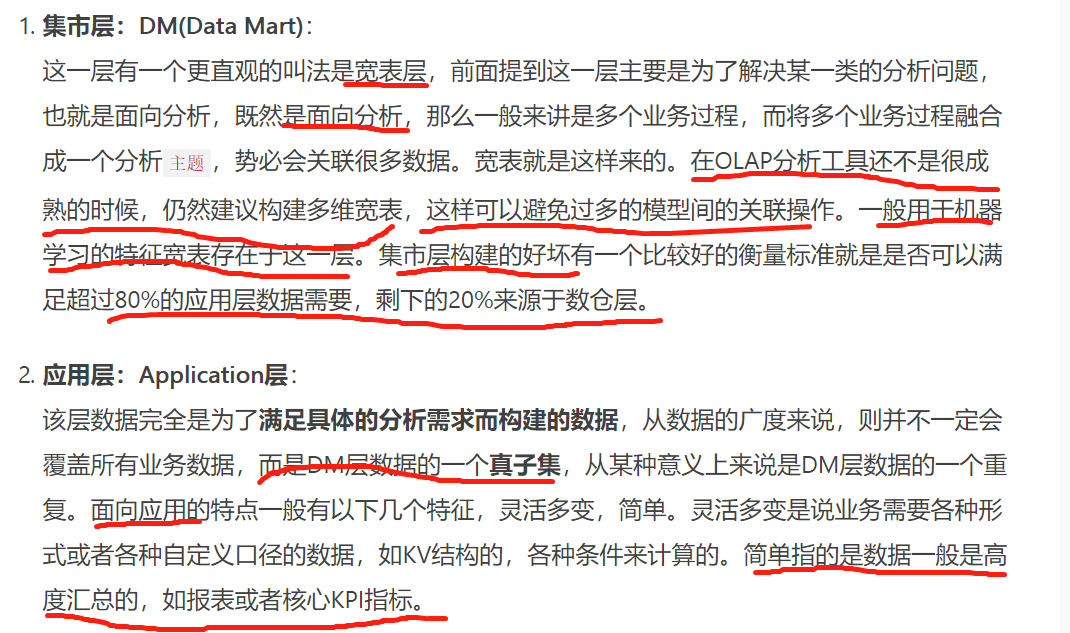 1. 集市层：DM(Data Mart)：
这一层有一个更直观的叫法是宽表层，前面提到这一层主要是为了解决某一类的分析问题，
也就是面向分析，既然是面向分析，那么一般来讲是多个业务过程，而将多个业务过程融合
成一个分析 主题 ，势必会关联很多数据。宽表就是这样来的。在OLAP分析工具还不是很成
熟的时候，仍然建议构建多维宽表，这样可以避免过多的模型间的关联操作。一般用于机器
学习的特征宽表存在于这一层。集市层构建的好坏有一个比较好的衡量标准就是是否可以满
足超过80%的应用层数据需要，剩下的20%来源于数仓层。
2. 应用层：Application层：
该层数据完全是为了满足具体的分析需求而构建的数据，从数据的广度来说，则并不一定会
覆盖所有业务数据，而是DM层数据的一个真子集，从某种意义上来说是DM层数据的一个重
复。面向应用的特点一般有以下几个特征，灵活多变，简单。灵活多变是说业务需要各种形
式或者各种自定义口径的数据，如KV结构的，各种条件来计算的。简单指的是数据一般是高
度汇总的，如报表或者核心KPI指标。